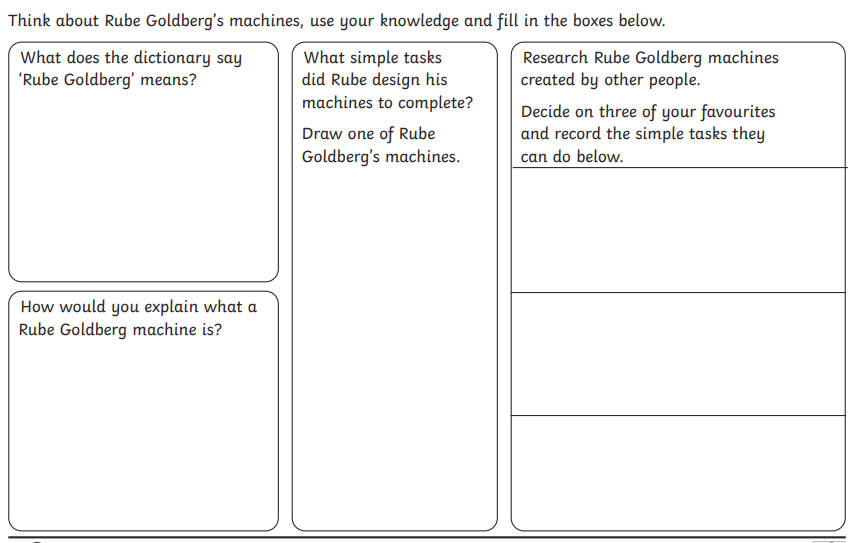 Think about Rube Goldberg's machines, use your knowledge and fill in the boxes below.
What does the dictionary say
'Rube Goldberg' means?
How would you explain what a
Rube Goldberg machine is?
What simple tasks
did Rube design his
machines to complete?
Draw one of Rube
Goldberg's machines.
Research Rube Goldberg machines
created by other people.
Decide on three of your favourites
and record the simple tasks they
can do below.